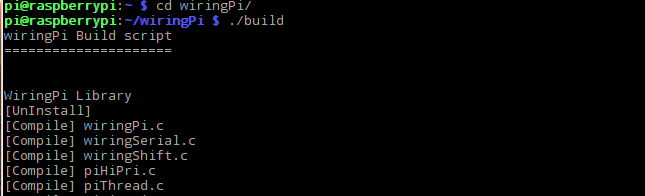 pi@raspberrypi:~ $ cd wiringPi/
pi@raspberrypi:~/wiringPi $ ./build
wiringPi Build script
=====================
WiringPi Library
[UnInstall]
[Compile] wiringPi.c
[Compile] wiringSerial.c
[Compile] wiringShift.c
[Compile] piHiPri.c
[Compile] piThread.c